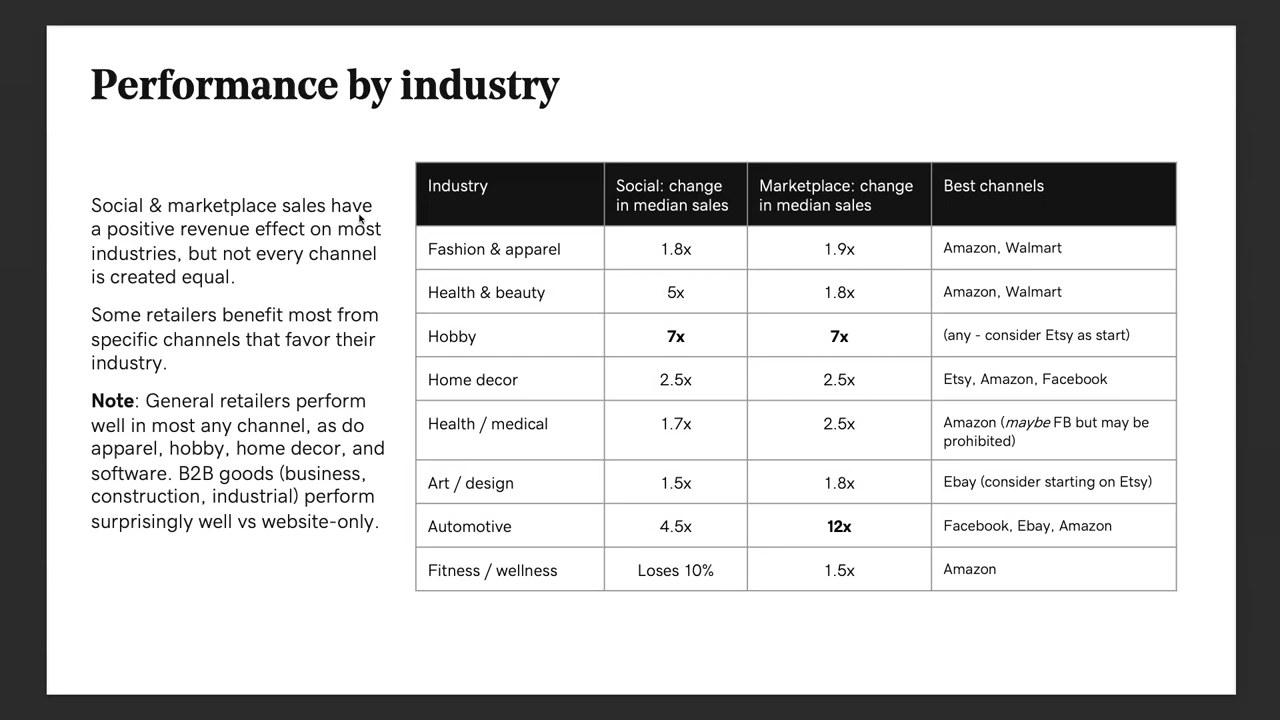 Performance by industry
Social & marketplace sales have
a positive revenue effect on most
industries, but not every channel
is created equal.
Some retailers benefit most from
specific channels that favor their
industry.
Note: General retailers perform
well in most any channel, as do
apparel, hobby, home decor, and
software. B2B goods (business,
construction, industrial) perform
surprisingly well vs website-only.
Industry
Social: change
in median sales
Marketplace: change
in median sales
Best channels
Fashion & apparel
1.8x
1.9x
Amazon, Walmart
Health & beauty
5x
1.8x
Amazon, Walmart
Hobby
7x
7x
(any - consider Etsy as start)
Home decor
2.5x
2.5x
Etsy, Amazon, Facebook
Health / medical
1.7x
2.5x
Amazon (maybe FB but may be
prohibited)
Art / design
1.5x
1.8x
Ebay (consider starting on Etsy)
Automotive
4.5x
12x
Facebook, Ebay, Amazon
Fitness / wellness
Loses 10%
1.5x
Amazon